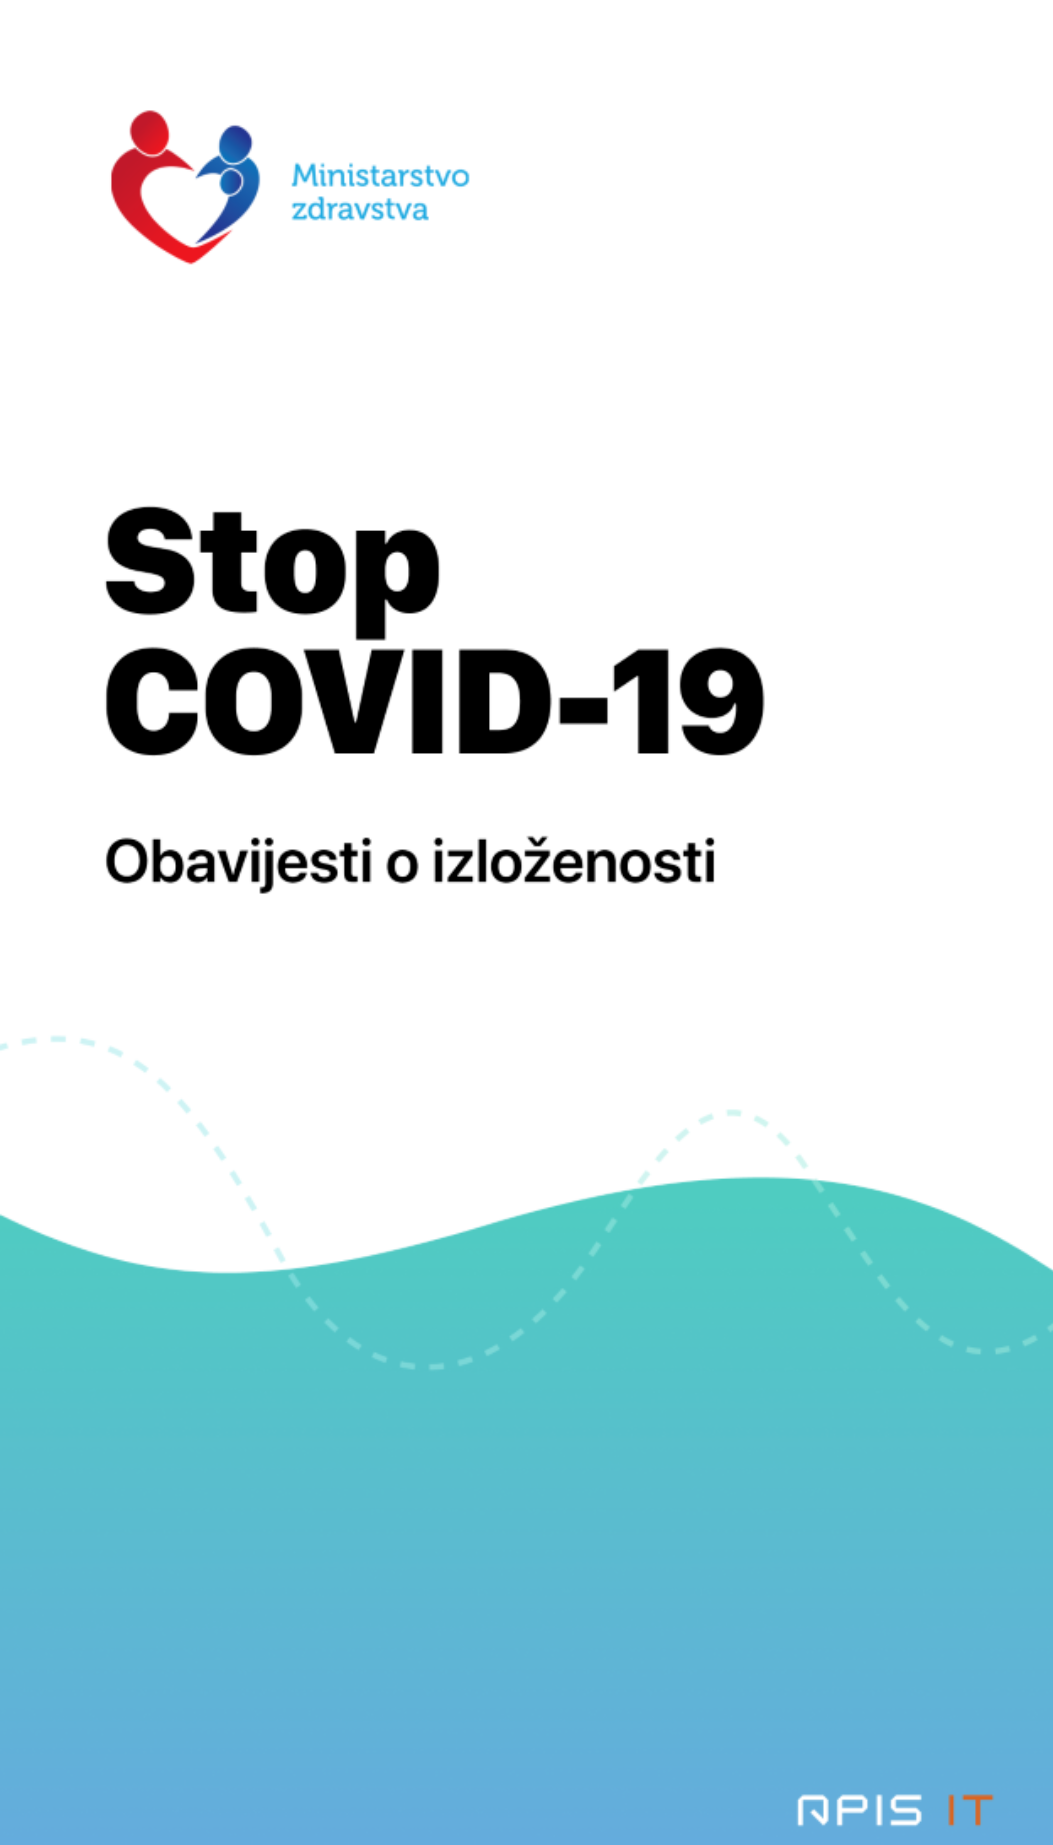 Ministarstvo
zdravstva
Stop
COVID-19
Obavijesti o izloženosti
APIS IT